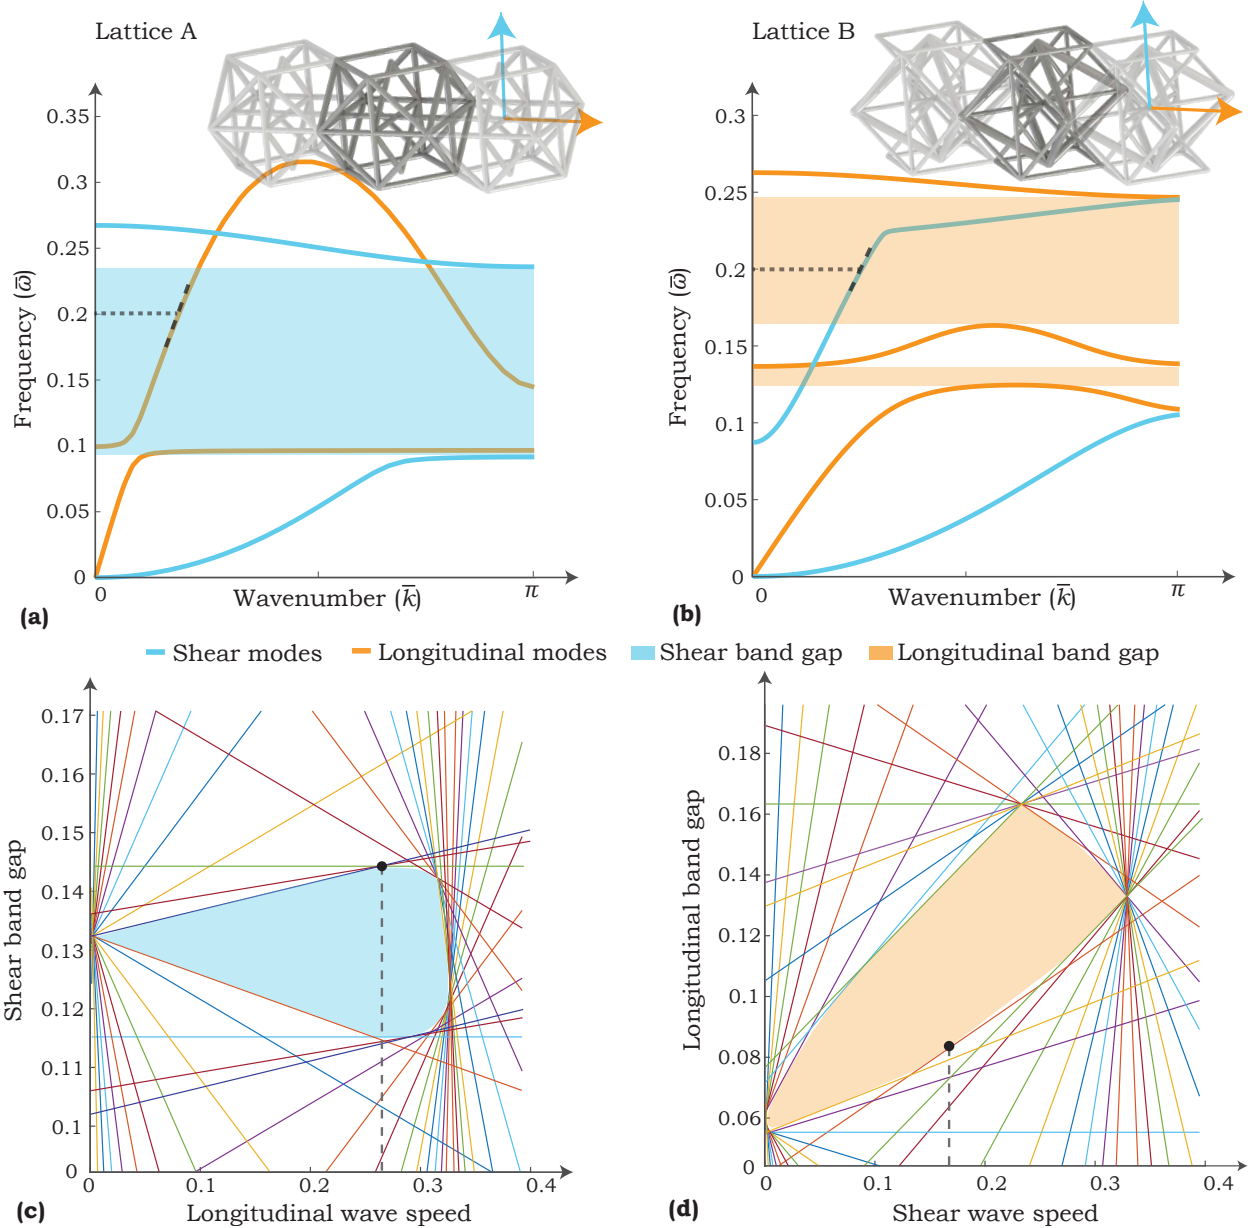 Lattice A
0.35
0.3
0.25
0.2
0.15
0.1
0.05
0
Frequency (ω̄)
0
π
Wavenumber (k̄)
(a)
Lattice B
0.3
0.25
0.2
0.15
0.1
0.05
0
Frequency (ω̄)
0
π
Wavenumber (k̄)
(b)
Shear modes
Longitudinal modes
Shear band gap
Longitudinal band gap
0.17
0.16
0.15
0.14
0.13
0.12
0.11
0.1
0
Shear band gap
0
0.1
0.2
0.3
0.4
Longitudinal wave speed
(c)
0.18
0.16
0.14
0.12
0.1
0.08
0.06
0
Longitudinal band gap
0
0.1
0.2
0.3
0.4
Shear wave speed
(d)